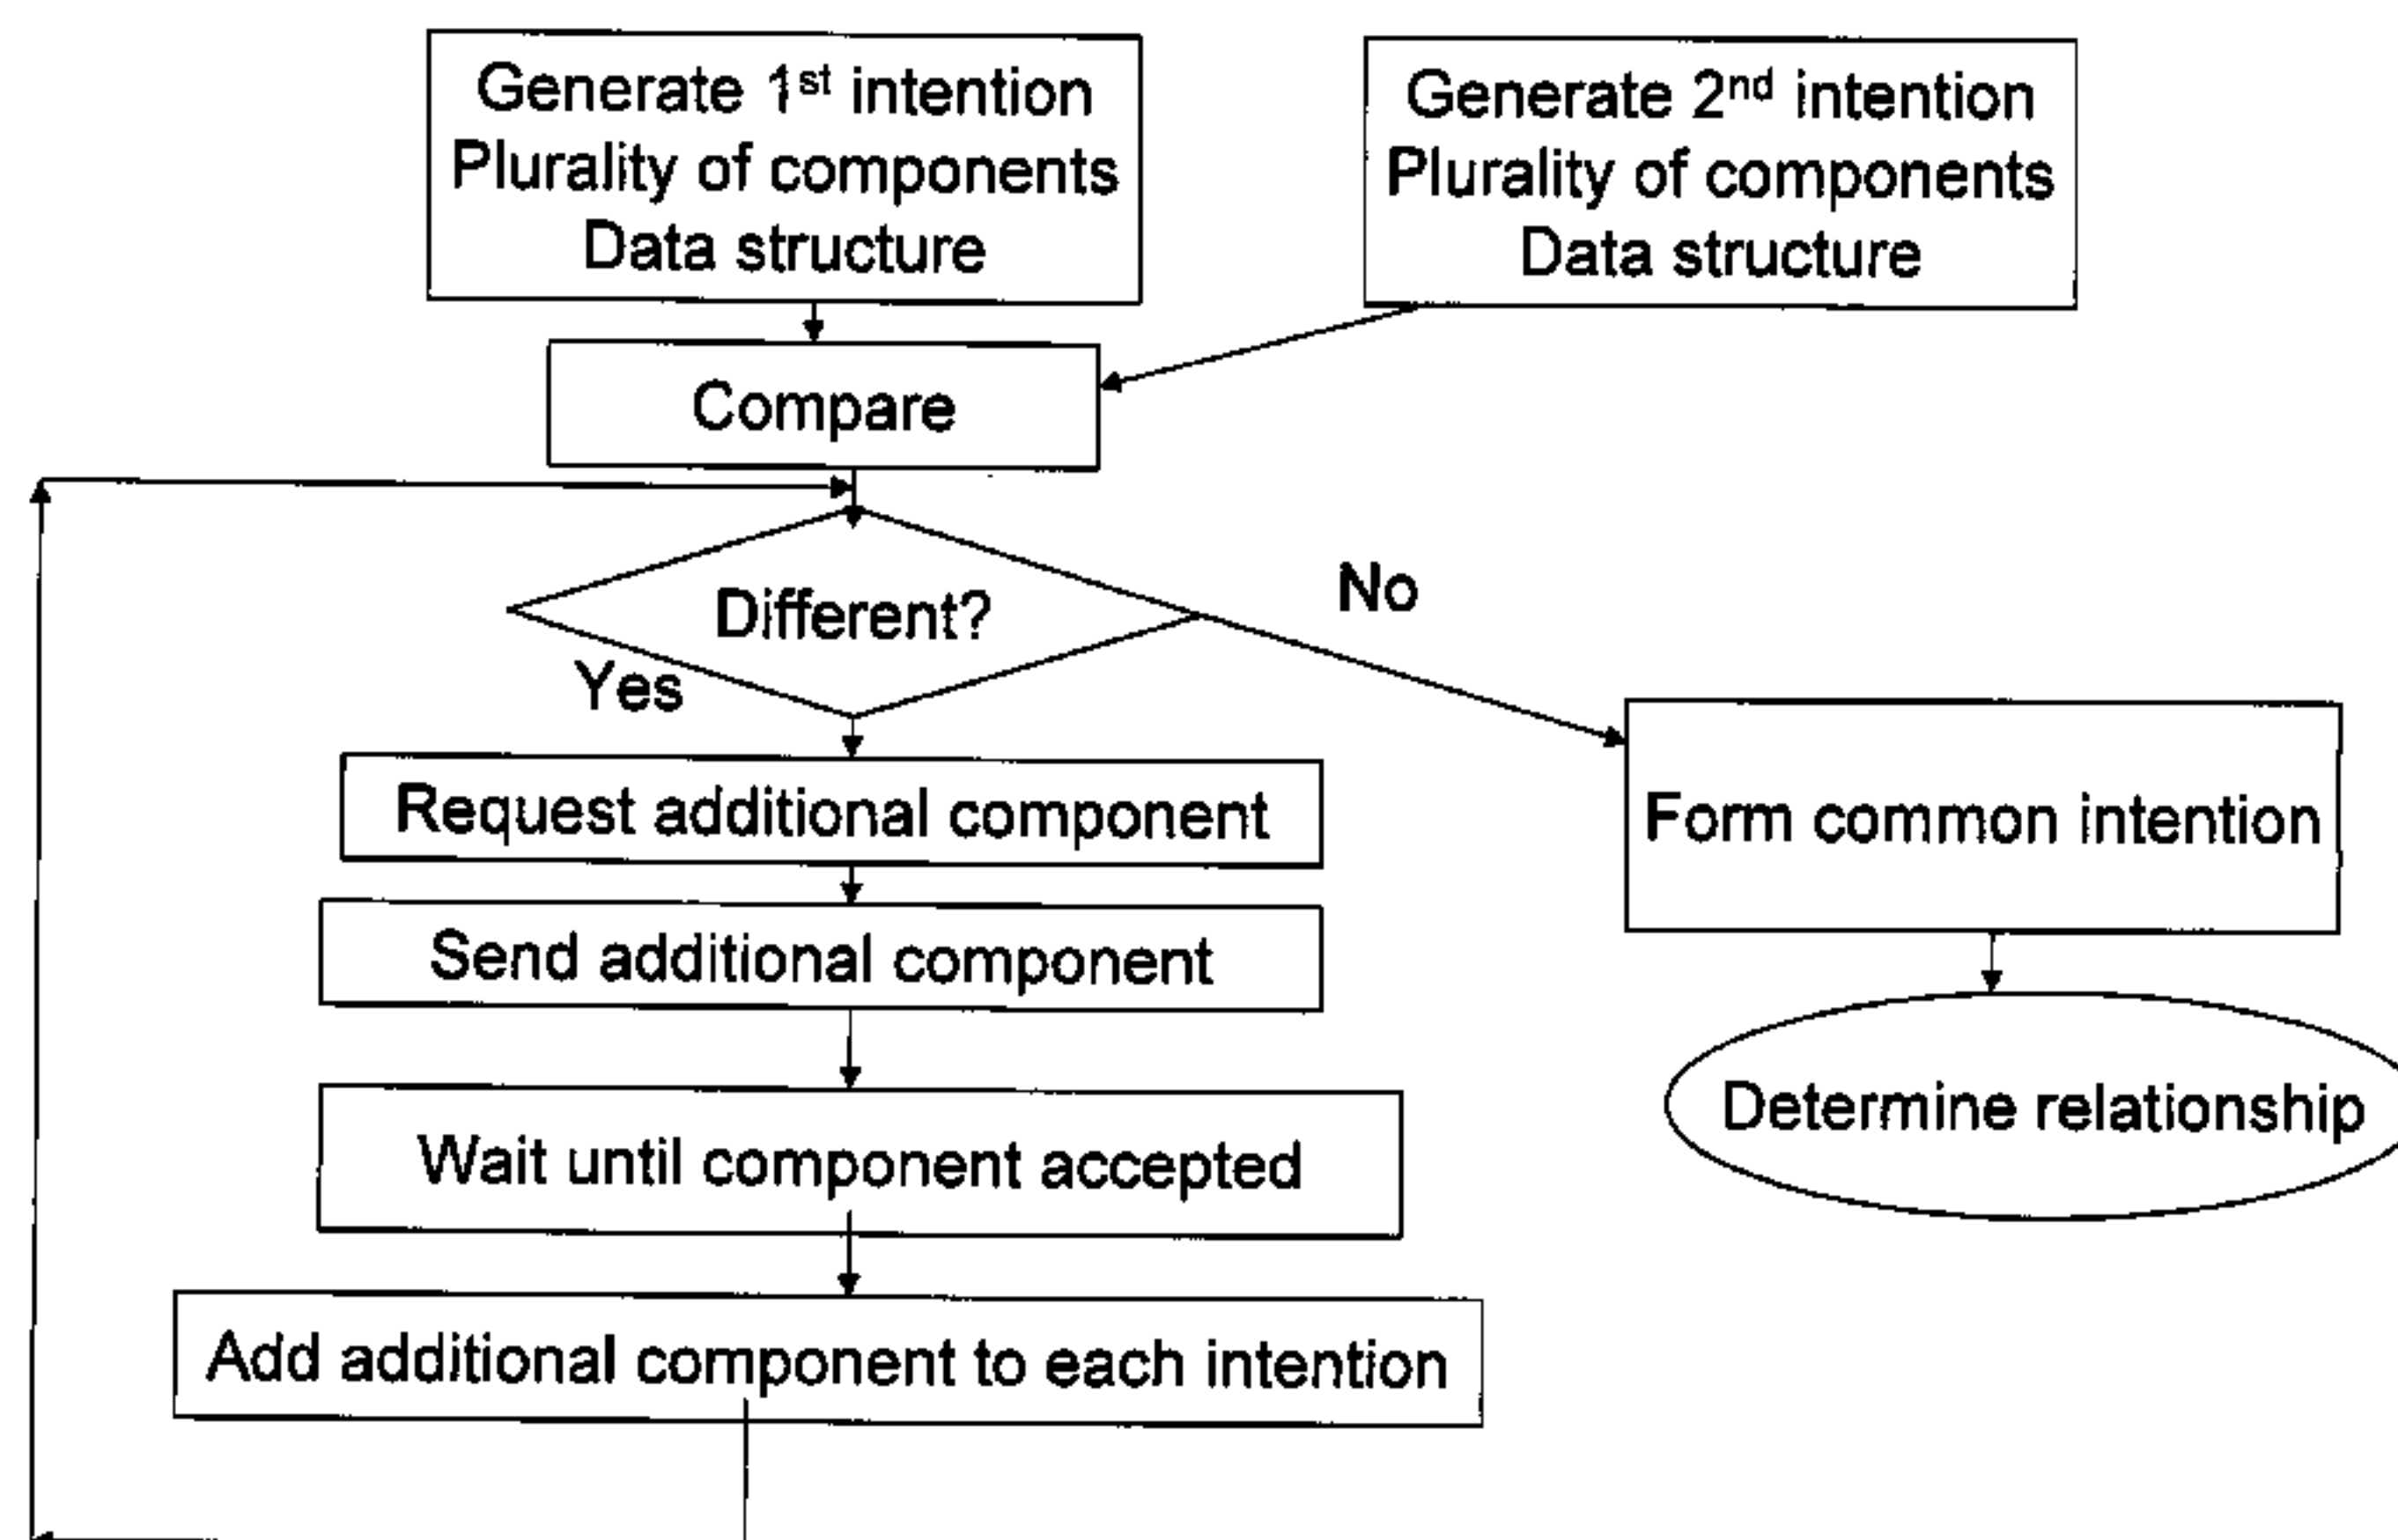 Generate 1st intention
Plurality of components
Data structure
Generate 2nd intention
Plurality of components
Data structure
Compare
Different?
No
Yes
Request additional component
Form common intention
Send additional component
Determine relationship
Wait until component accepted
Add additional component to each intention